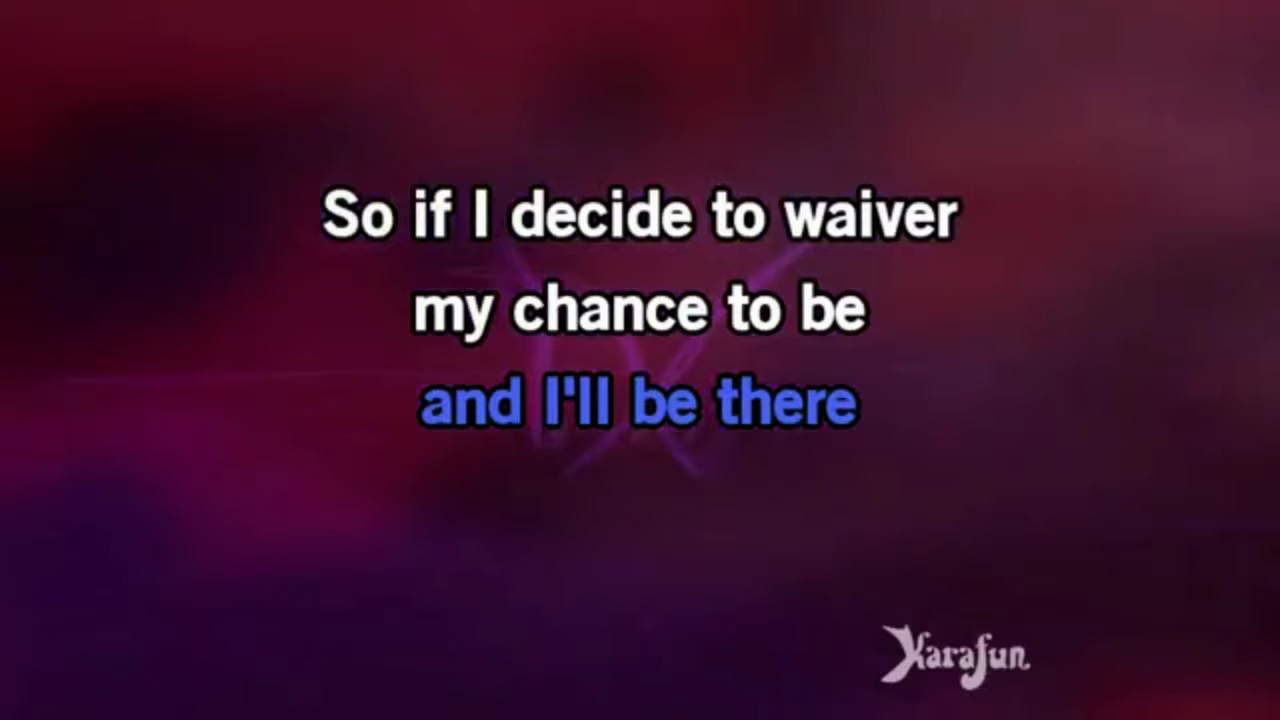 So if I decide to waiver
my chance to be
and I'll be there
Karafun